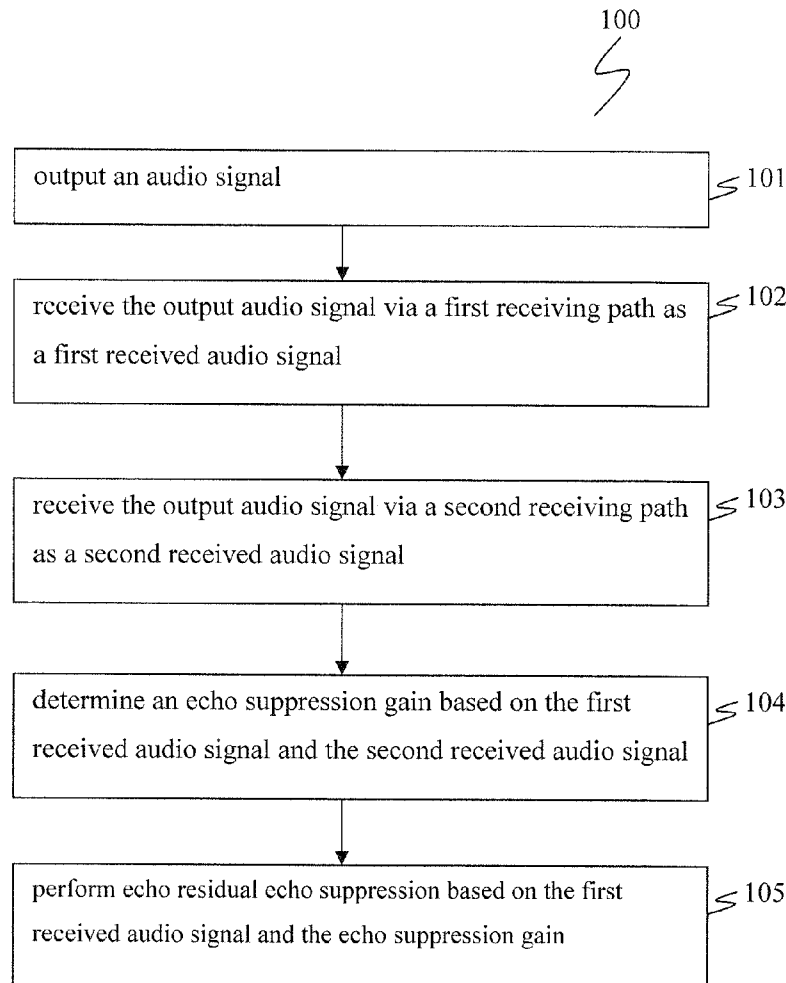 100
output an audio signal
101
receive the output audio signal via a first receiving path as
a first received audio signal
102
receive the output audio signal via a second receiving path
as a second received audio signal
103
determine an echo suppression gain based on the first
received audio signal and the second received audio signal
104
perform echo residual echo suppression based on the first
received audio signal and the echo suppression gain
105